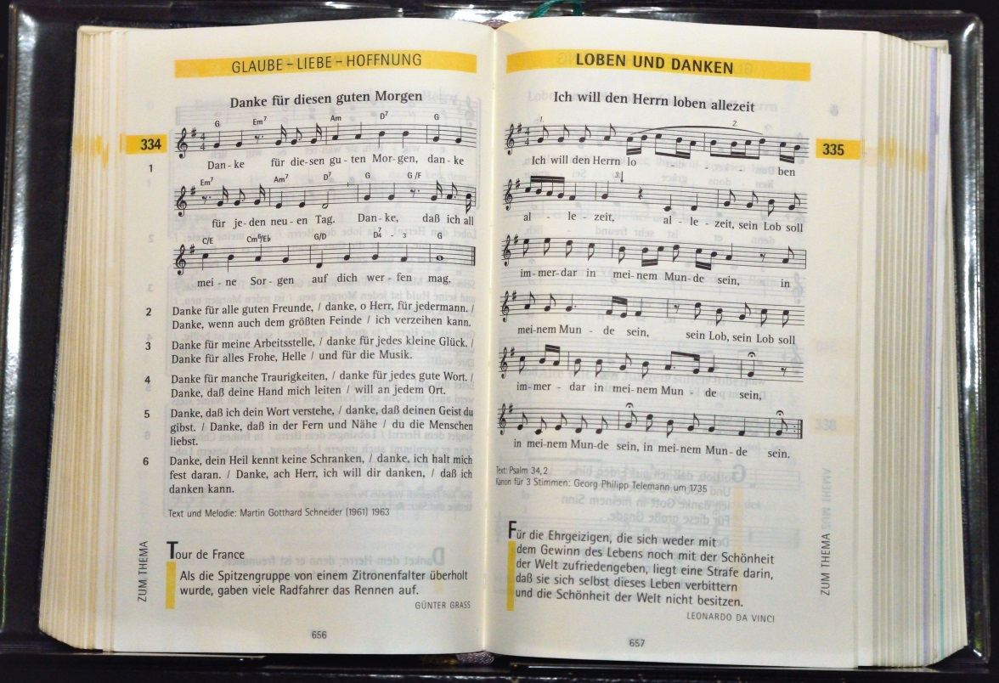 GLAUBE – LIEBE – HOFFNUNG
Danke für diesen guten Morgen
334
G Em7 Am D7 G
1
Dan - ke für die-sen gu - ten Mor-gen, dan - ke
Em7 Am7 D7 G G/F
für je-den neu-en Tag. Dan-ke, daß ich all
C/E Cm6/Eb G/D D7 4 - 3 G
mei - ne Sor - gen auf dich wer - fen mag.
2 Danke für alle guten Freunde, / danke, o Herr, für jedermann. /
Danke, wenn auch dem größten Feinde / ich verzeihen kann.
3 Danke für meine Arbeitsstelle, / danke für jedes kleine Glück. /
Danke für alles Frohe, Helle / und für die Musik.
4 Danke für manche Traurigkeiten, / danke für jedes gute Wort. /
Danke, daß deine Hand mich leiten / will an jedem Ort.
5 Danke, daß ich dein Wort verstehe, / danke, daß deinen Geist du
gibst. / Danke, daß in der Fern und Nähe / du die Menschen
liebst.
6 Danke, dein Heil kennt keine Schranken, / danke, ich halt mich
fest daran. / Danke, ach Herr, ich will dir danken, / daß ich
danken kann.
Text und Melodie: Martin Gotthard Schneider (1961) 1963
ZUM THEMA
Tour de France
Als die Spitzengruppe von einem Zitronenfalter überholt
wurde, gaben viele Radfahrer das Rennen auf.
GÜNTER GRASS
656
LOBEN UND DANKEN
Ich will den Herrn loben allezeit
335
1. 2.
Ich will den Herrn lo - - - ben
3.
al - le - zeit, al - le - zeit, sein Lob soll
im-mer-dar in mei-nem Mun-de sein, in
mei-nem Mun - de sein, sein Lob, sein Lob soll
im-mer - dar in mei-nem Mun - de sein,
in mei-nem Mun-de sein, in mei-nem Mun-de sein.
Text: Psalm 34,2
Kanon für 3 Stimmen: Georg Philipp Telemann um 1735
ZUM THEMA
Für die Ehrgeizigen, die sich weder mit
dem Gewinn des Lebens noch mit der Schönheit
der Welt zufriedengeben, liegt eine Strafe darin,
daß sie sich selbst dieses Leben verbittern
und die Schönheit der Welt nicht besitzen.
LEONARDO DA VINCI
657